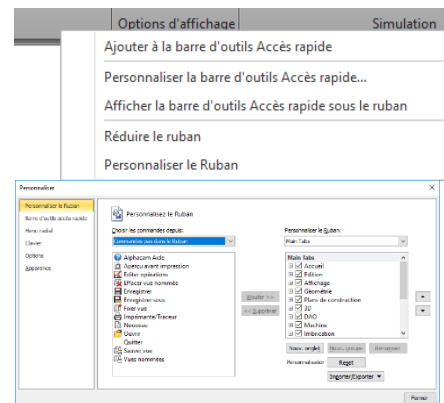 Options d'affichage Simulation
Ajouter à la barre d'outils Accès rapide
Personnaliser la barre d'outils Accès rapide...
Afficher la barre d'outils Accès rapide sous le ruban
Réduire le ruban
Personnaliser le Ruban
Personnaliser
Personnaliser le Ruban
Barre d'outils accès rapide
Menu radial
Clavier
Options
Apparence
Personnalisez le Ruban
Choisir les commandes depuis:
Commandes pas dans le Ruban
Alphacam Aide
Aperçu avant impression
Editer opérations
Effacer vue nommée
Enregistrer
Enregistrer sous
Fixer vue
Imprimante/Traceur
Nouveau
Ouvrir
Quitter
Sauver vue
Vues nommées
Ajouter >>
<< Supprimer
Personnaliser le Ruban:
Main Tabs
Main Tabs
Accueil
Edition
Affichage
Géométrie
Plans de construction
3D
DAO
Machine
Imbrication
Nouv. onglet Nouv. groupe Renommer
Personnalisation Reset
Importer/Exporter
Fermer